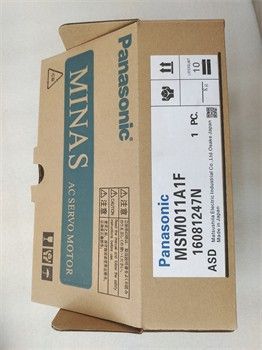 Panasonic
MINAS
AC SERVO MOTOR
Panasonic
MSM011A1F
16081247N
ASD
1 PC.
10
Matsushita Electric Industrial Co.,Ltd Osaka Japan
Made in Japan